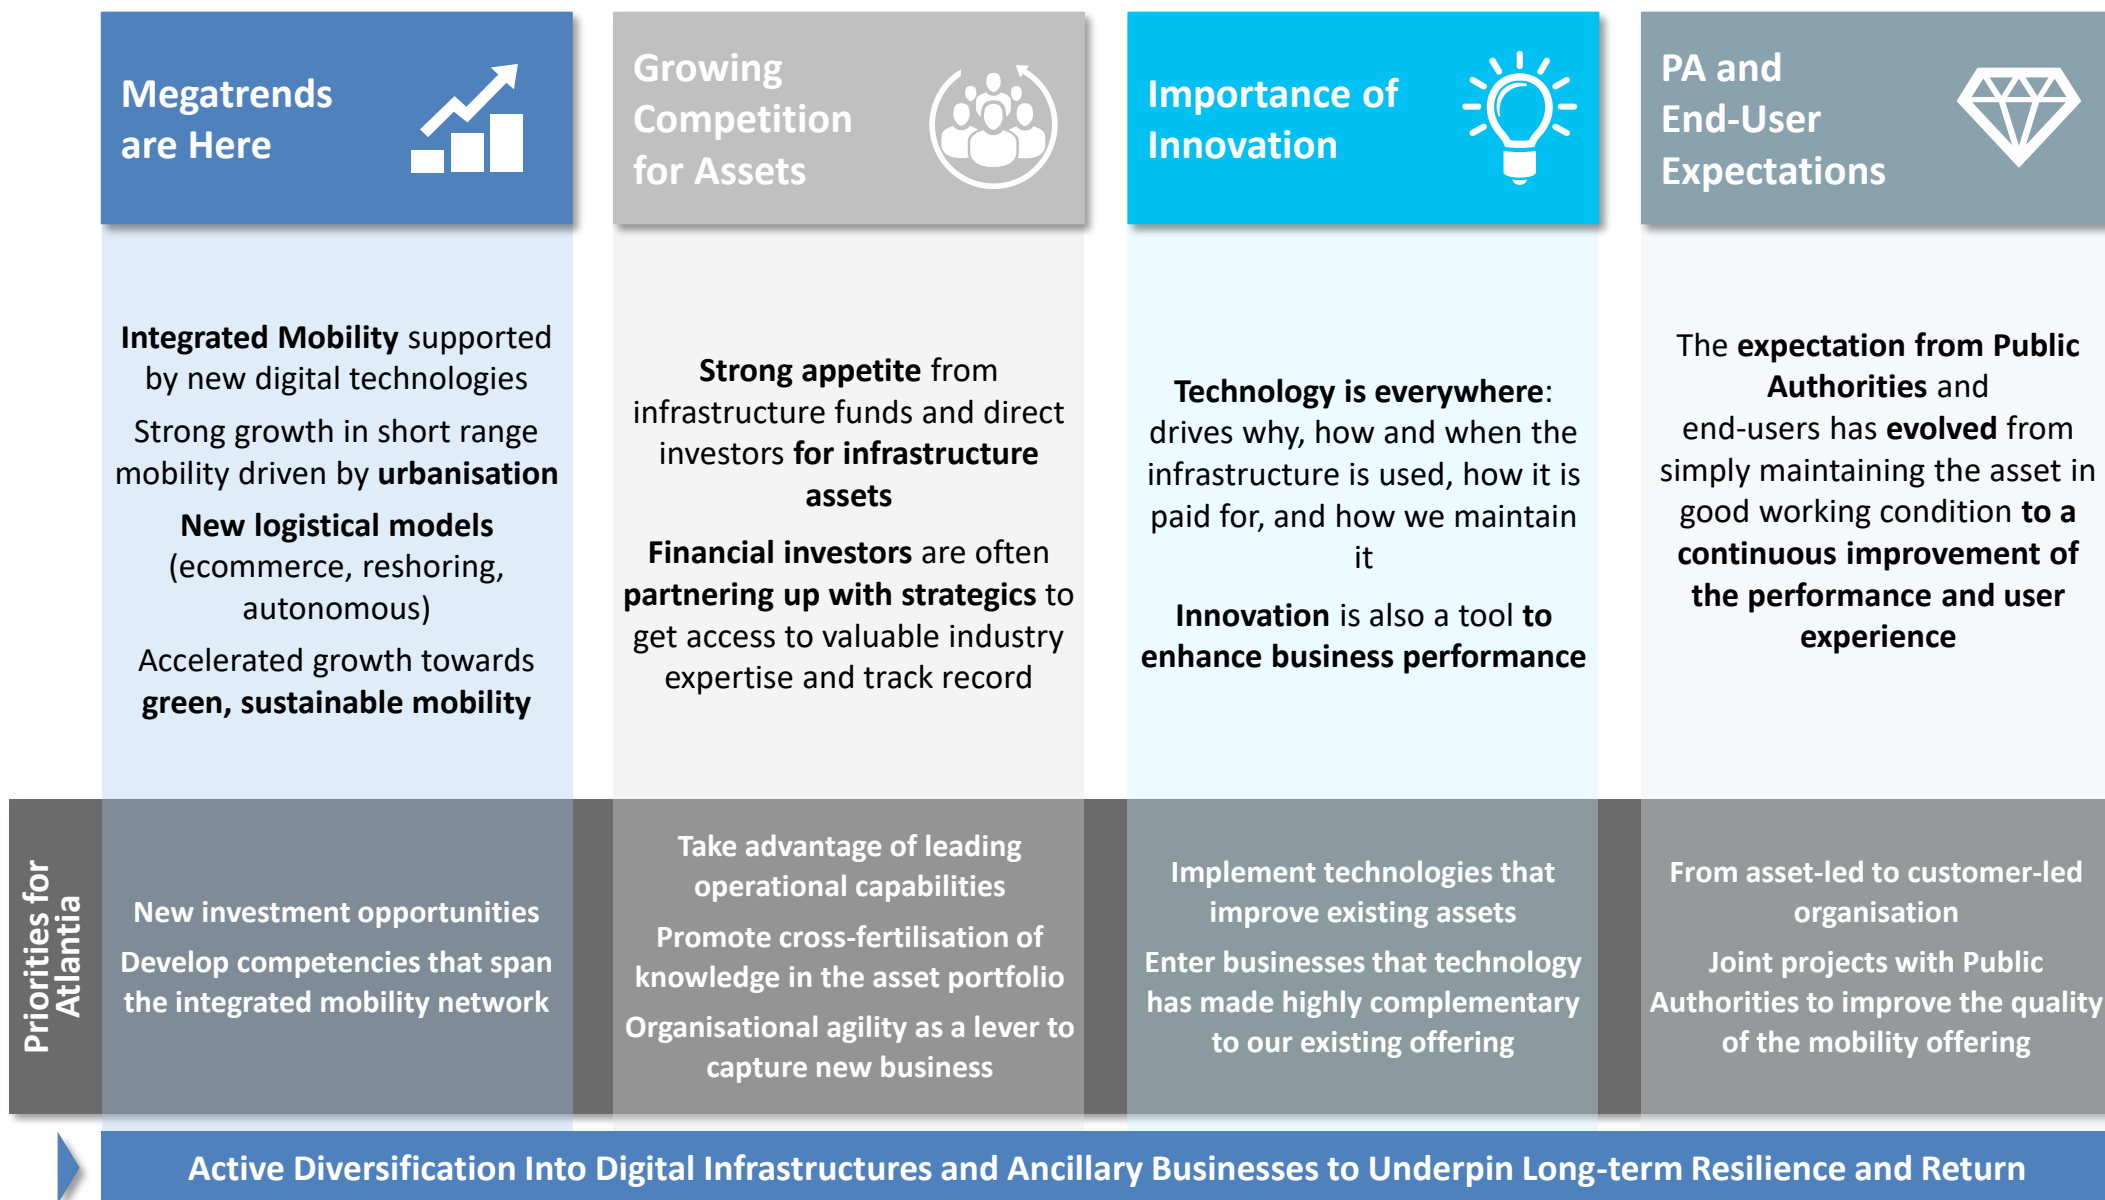 Megatrends
are Here
Growing
Competition
for Assets
Importance of
Innovation
PA and
End-User
Expectations
Integrated Mobility supported
by new digital technologies
Strong growth in short range
mobility driven by urbanisation
New logistical models
(ecommerce, reshoring,
autonomous)
Accelerated growth towards
green, sustainable mobility
Strong appetite from
infrastructure funds and direct
investors for infrastructure
assets
Financial investors are often
partnering up with strategics to
get access to valuable industry
expertise and track record
Technology is everywhere:
drives why, how and when the
infrastructure is used, how it is
paid for, and how we maintain
it
Innovation is also a tool to
enhance business performance
The expectation from Public
Authorities and
end-users has evolved from
simply maintaining the asset in
good working condition to a
continuous improvement of
the performance and user
experience
Priorities for
Atlantia
New investment opportunities
Develop competencies that span
the integrated mobility network
Take advantage of leading
operational capabilities
Promote cross-fertilisation of
knowledge in the asset portfolio
Organisational agility as a lever to
capture new business
Implement technologies that
improve existing assets
Enter businesses that technology
has made highly complementary
to our existing offering
From asset-led to customer-led
organisation
Joint projects with Public
Authorities to improve the quality
of the mobility offering
Active Diversification Into Digital Infrastructures and Ancillary Businesses to Underpin Long-term Resilience and Return